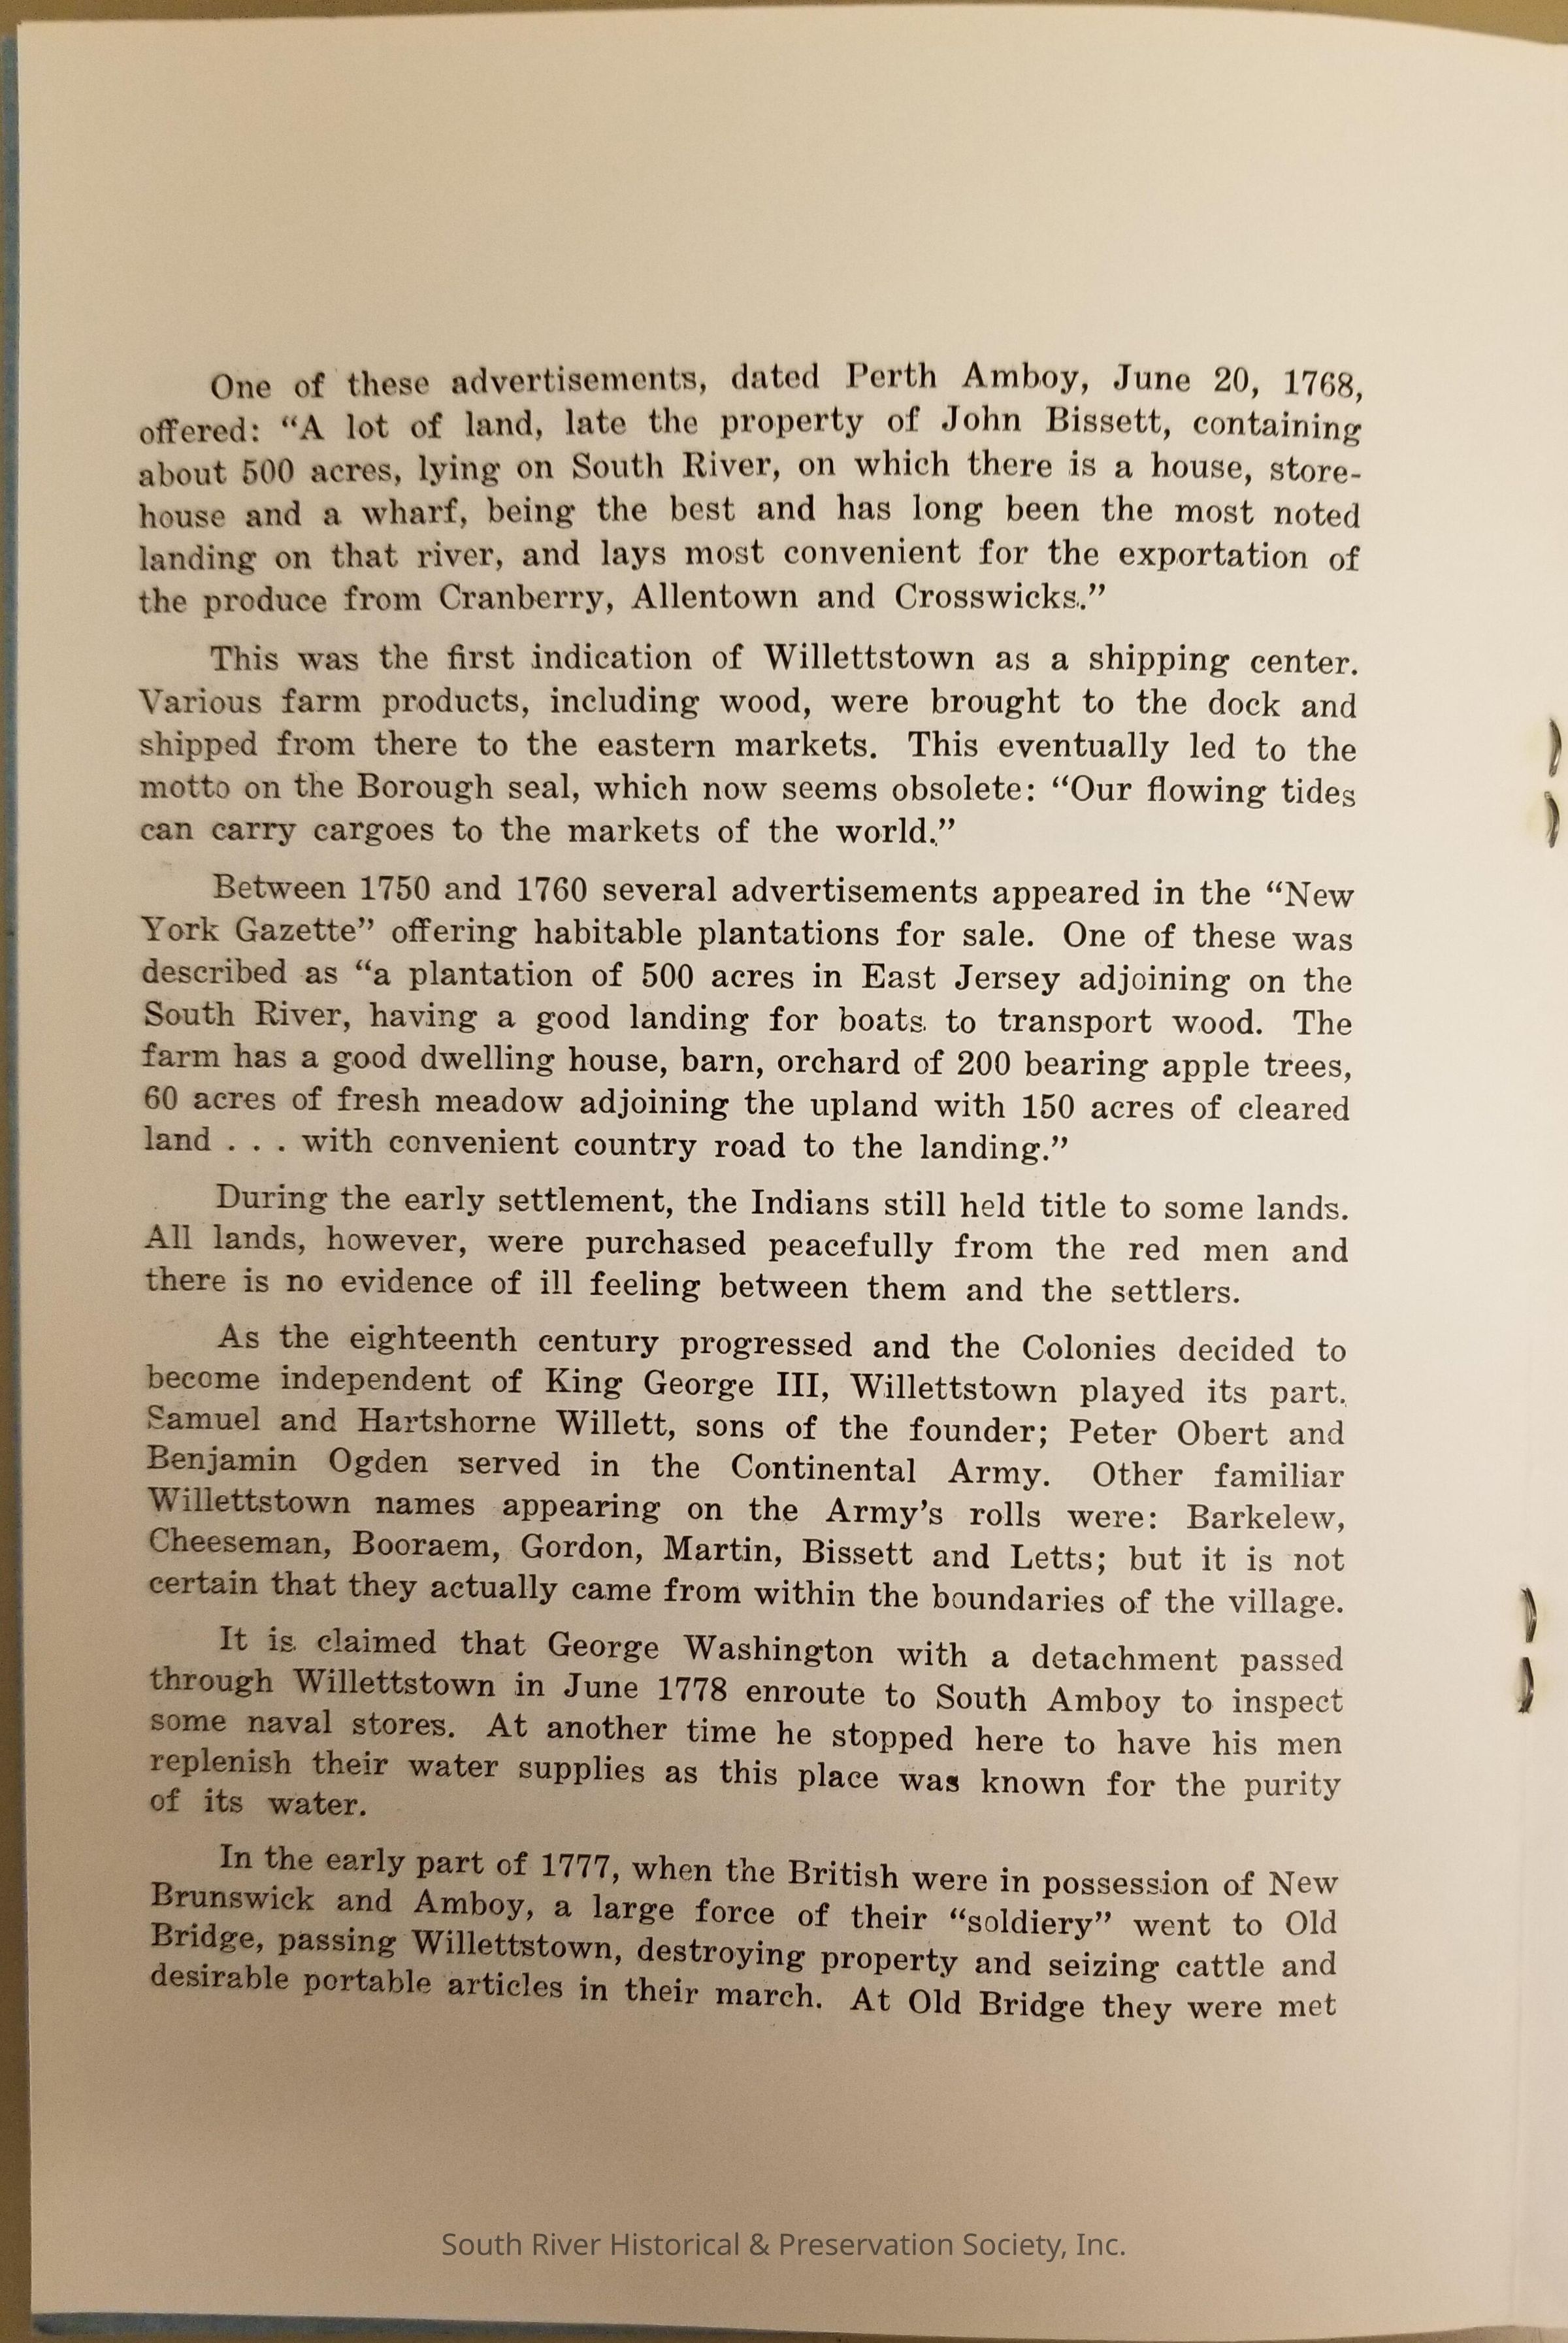 One of these advertisements, dated Perth Amboy, June 20, 1768,
offered: “A lot of land, late the property of John Bissett, containing
about 500 acres, lying on South River, on which there is a house, store-
house and a wharf, being the best and has long been the most noted
landing on that river, and lays most convenient for the exportation of
the produce from Cranberry, Allentown and Crosswicks.”
This was the first indication of Willettstown as a shipping center.
Various farm products, including wood, were brought to the dock and
shipped from there to the eastern markets. This eventually led to the
motto on the Borough seal, which now seems obsolete: “Our flowing tides
can carry cargoes to the markets of the world.”
Between 1750 and 1760 several advertisements appeared in the “New
York Gazette” offering habitable plantations for sale. One of these was
described as “a plantation of 500 acres in East Jersey adjoining on the
South River, having a good landing for boats to transport wood. The
farm has a good dwelling house, barn, orchard of 200 bearing apple trees,
60 acres of fresh meadow adjoining the upland with 150 acres of cleared
land . . . with convenient country road to the landing.”
During the early settlement, the Indians still held title to some lands.
All lands, however, were purchased peacefully from the red men and
there is no evidence of ill feeling between them and the settlers.
As the eighteenth century progressed and the Colonies decided to
become independent of King George III, Willettstown played its part.
Samuel and Hartshorne Willett, sons of the founder; Peter Obert and
Benjamin Ogden served in the Continental Army. Other familiar
Willettstown names appearing on the Army’s rolls were: Barkelew,
Cheeseman, Booraem, Gordon, Martin, Bissett and Letts; but it is not
certain that they actually came from within the boundaries of the village.
It is claimed that George Washington with a detachment passed
through Willettstown in June 1778 enroute to South Amboy to inspect
some naval stores. At another time he stopped here to have his men
replenish their water supplies as this place was known for the purity
of its water.
In the early part of 1777, when the British were in possession of New
Brunswick and Amboy, a large force of their “soldiery” went to Old
Bridge, passing Willettstown, destroying property and seizing cattle and
desirable portable articles in their march. At Old Bridge they were met
South River Historical & Preservation Society, Inc.